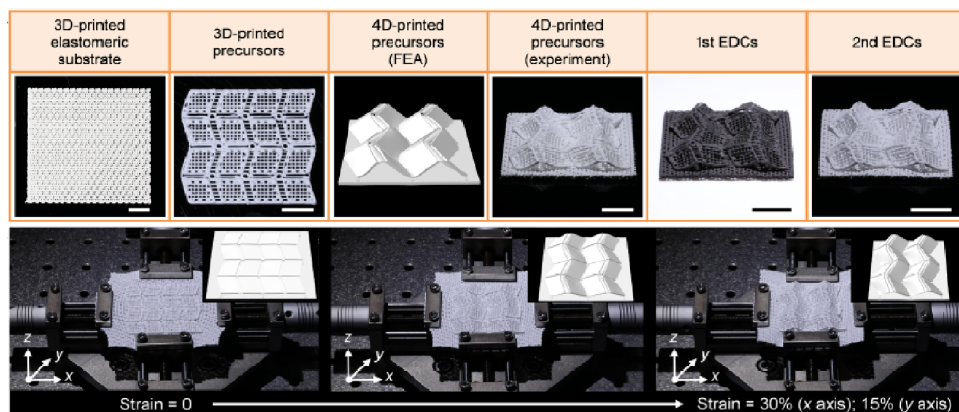 3D-printed
elastomeric
substrate
3D-printed
precursors
4D-printed
precursors
(FEA)
4D-printed
precursors
(experiment)
1st EDCs
2nd EDCs
z
y
x
z
y
x
z
y
x
Strain = 0
Strain = 30% (x axis); 15% (y axis)